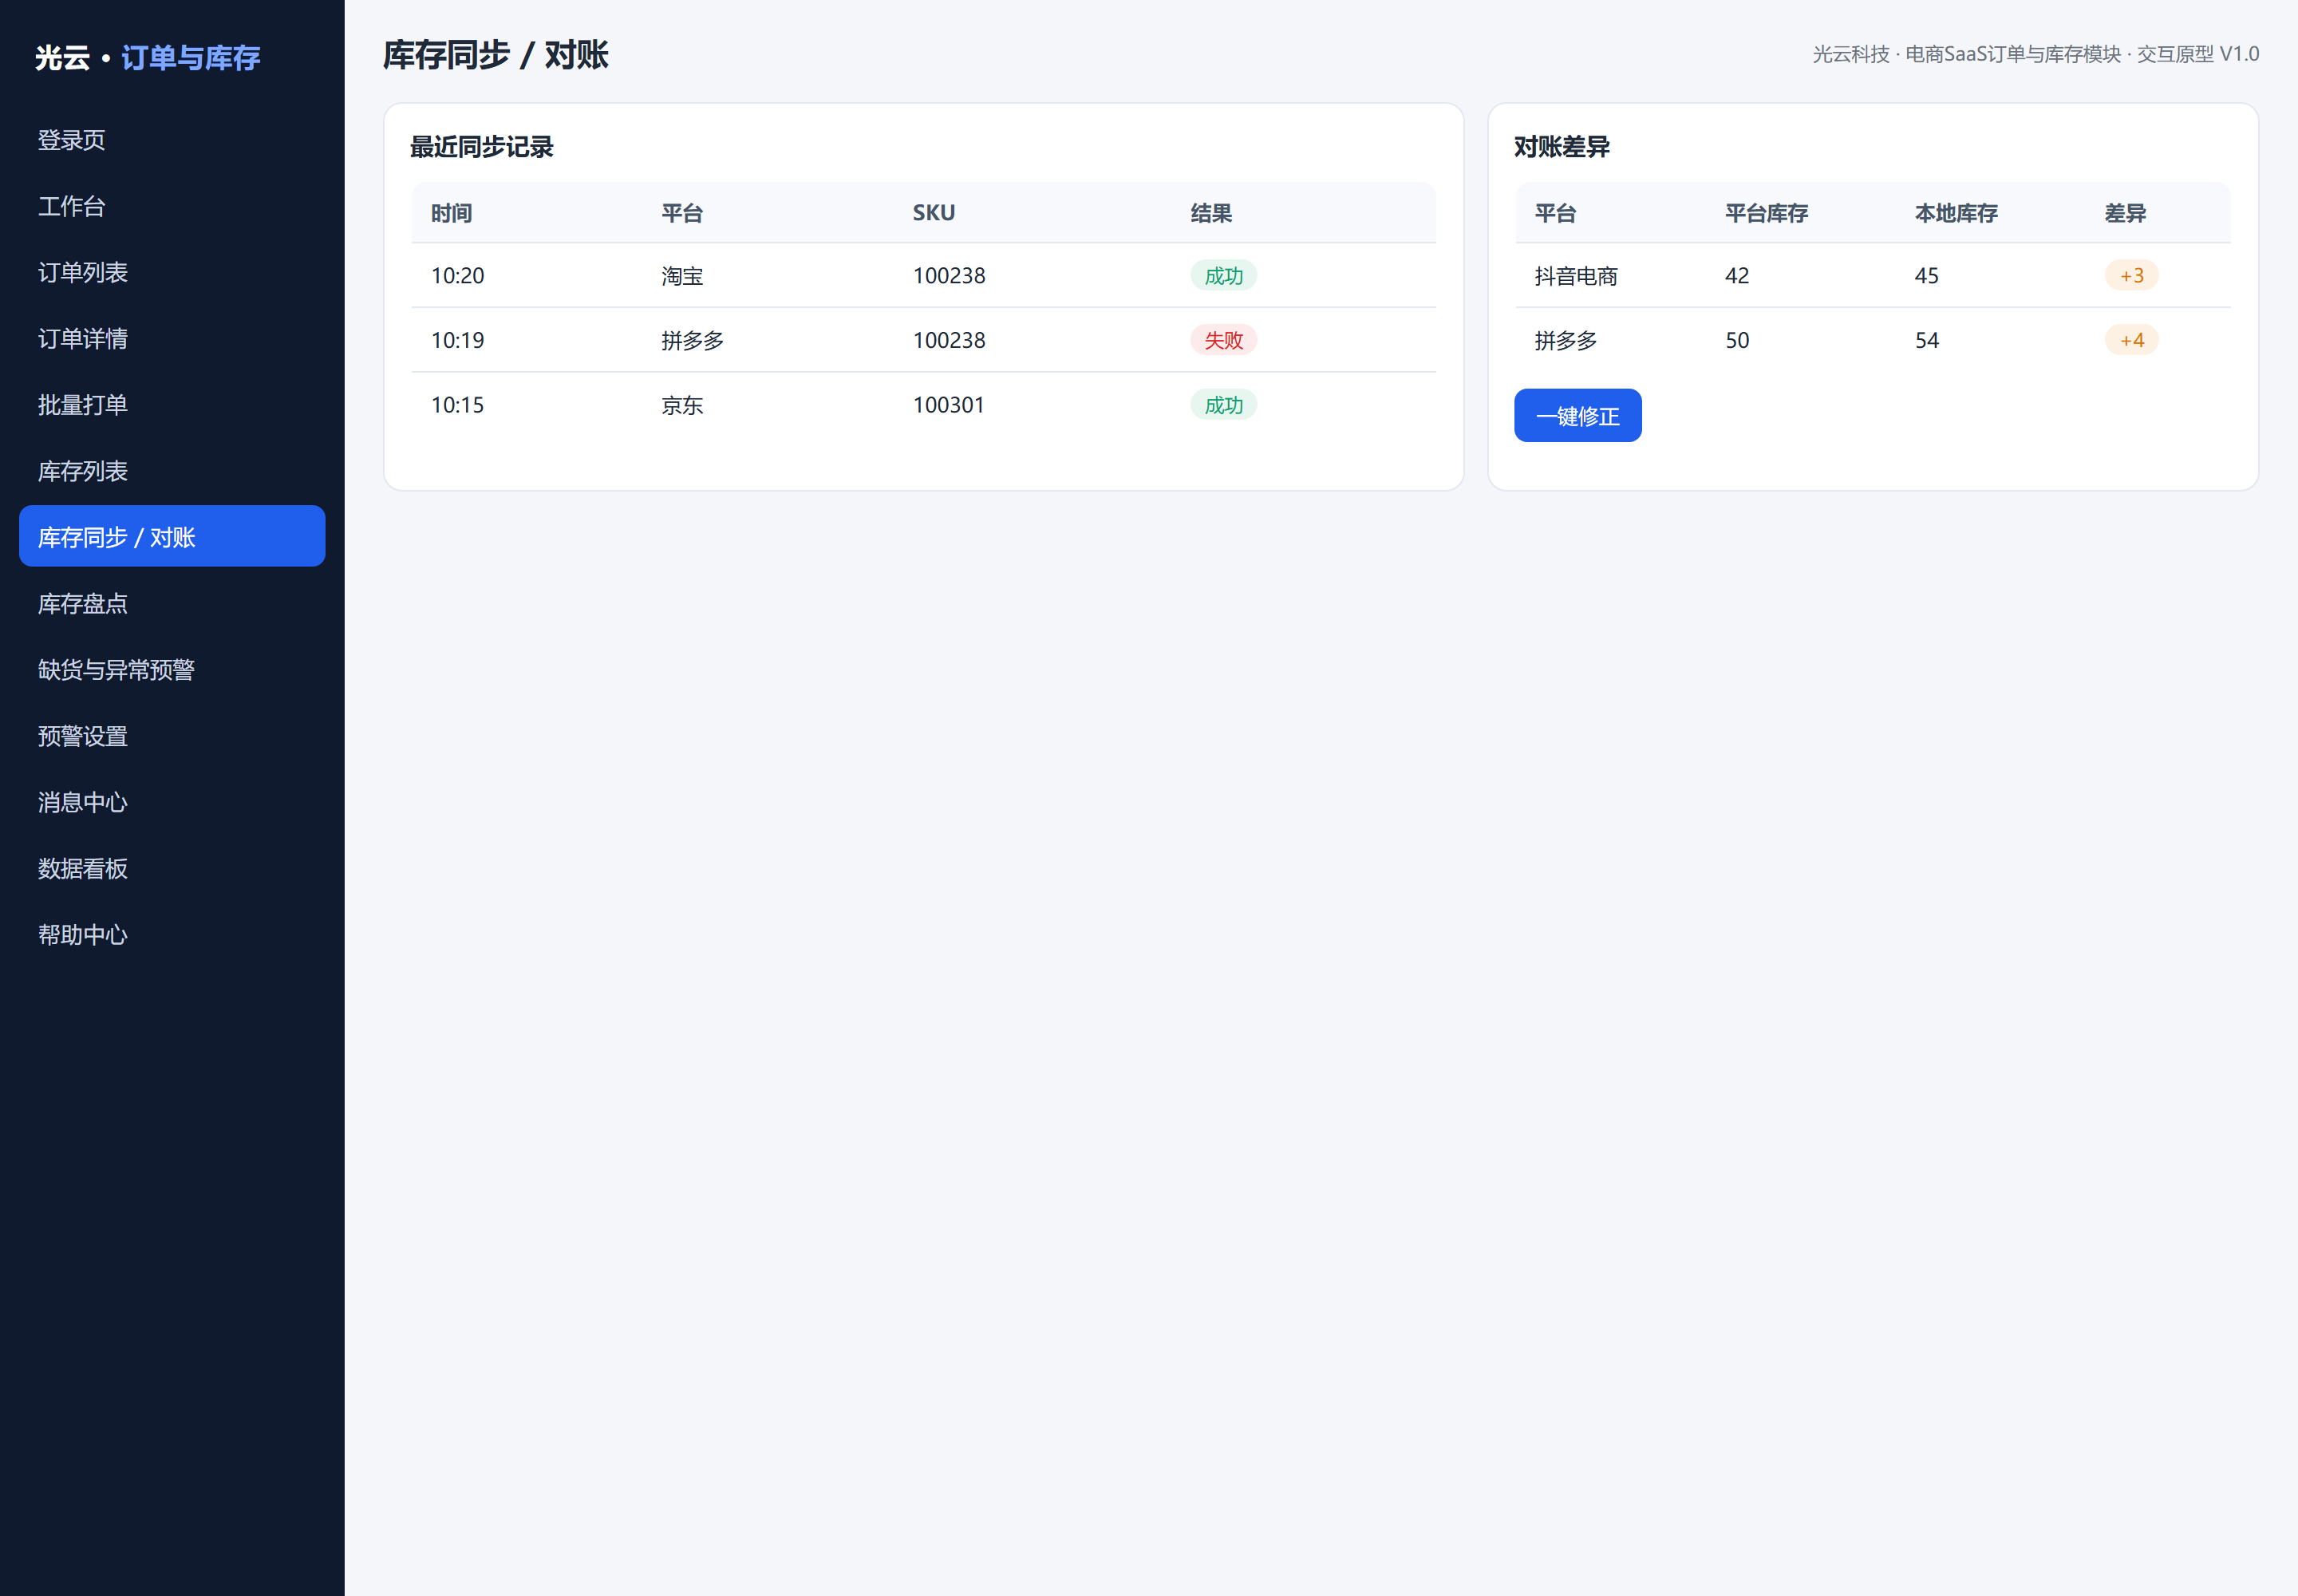 光云 · 订单与库存
登录页
工作台
订单列表
订单详情
批量打单
库存列表
库存同步 / 对账
库存盘点
缺货与异常预警
预警设置
消息中心
数据看板
帮助中心
库存同步 / 对账
光云科技 · 电商SaaS订单与库存模块 · 交互原型 V1.0
最近同步记录
时间 平台 SKU 结果
10:20 淘宝 100238 成功
10:19 拼多多 100238 失败
10:15 京东 100301 成功
对账差异
平台 平台库存 本地库存 差异
抖音电商 42 45 +3
拼多多 50 54 +4
一键修正